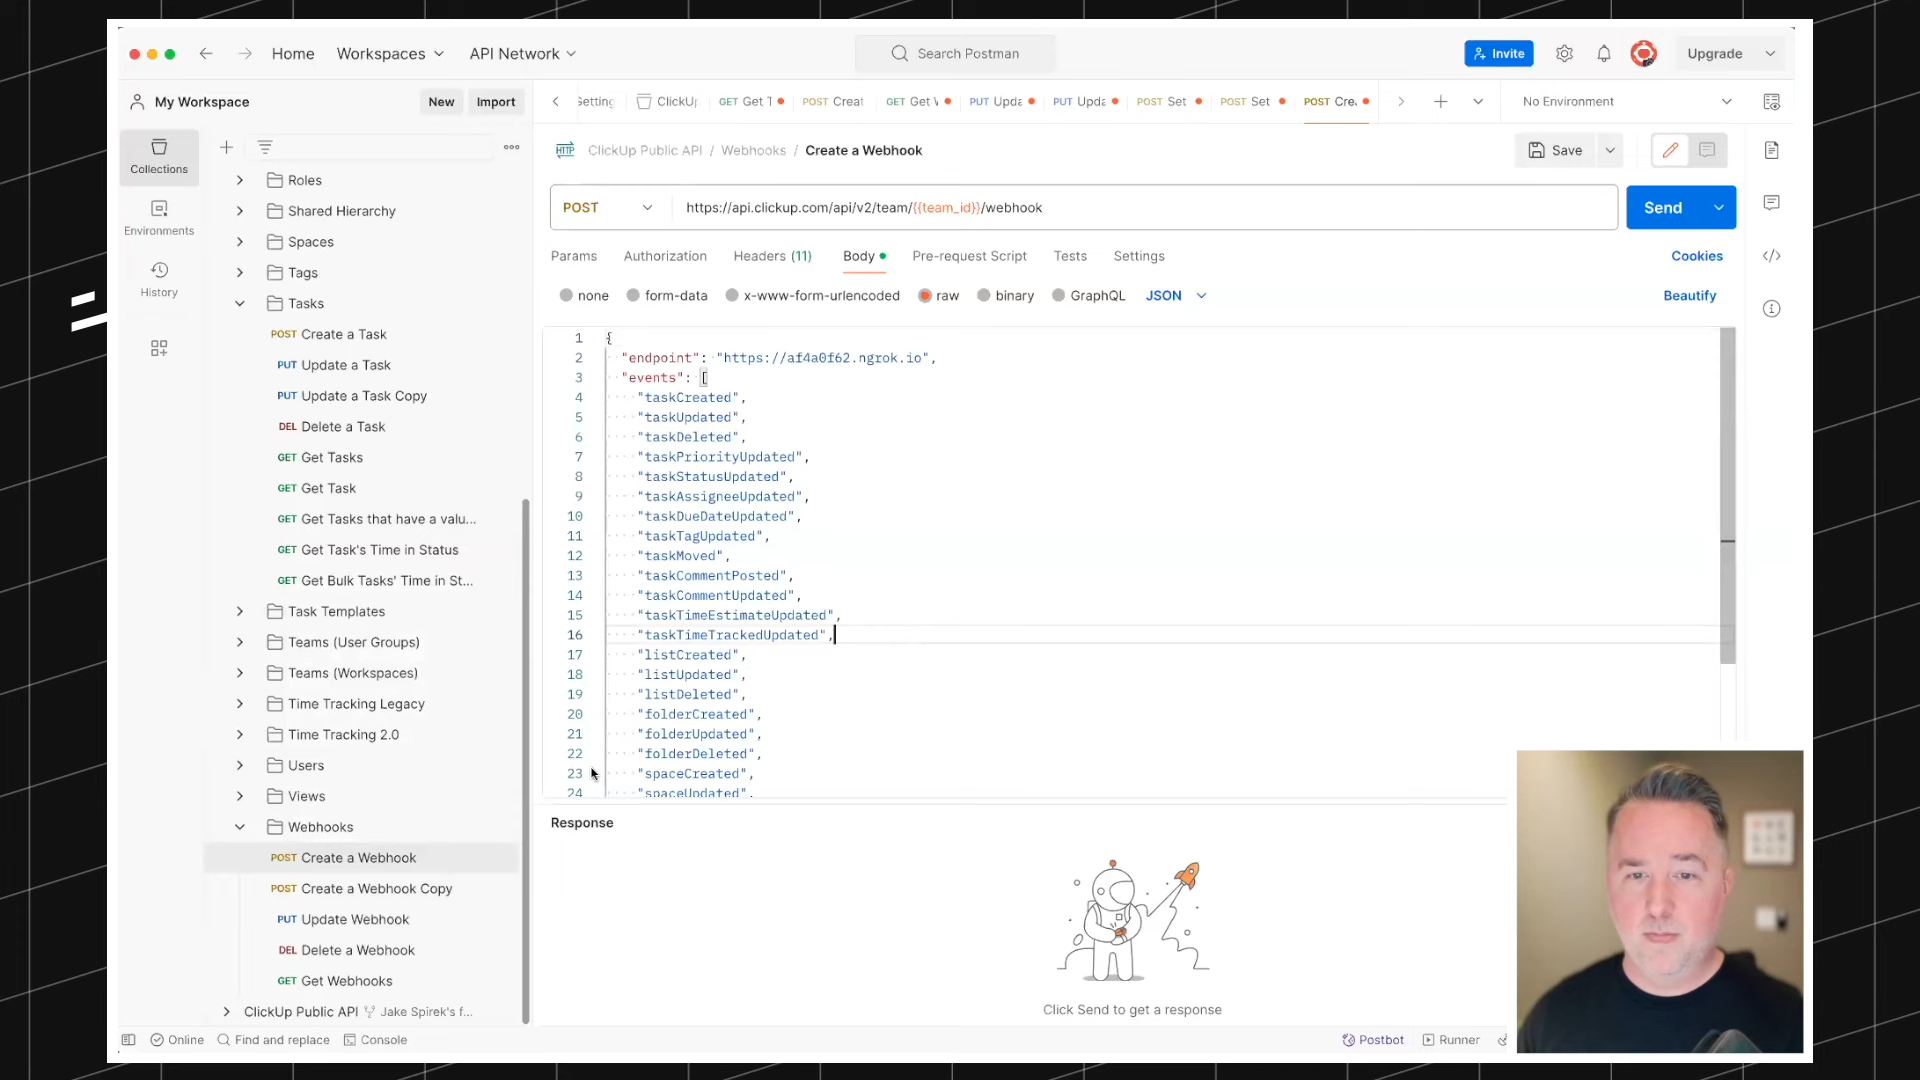 Home
Workspaces
API Network
Search Postman
Invite
Upgrade
My Workspace
New
Import
ClickUp
GET Get T
POST Creat
GET Get
PUT Upda
PUT Upda
POST Set
POST Set
POST Cre
No Environment
Collections
Environments
History
Roles
Shared Hierarchy
Spaces
Tags
Tasks
POST Create a Task
PUT Update a Task
PUT Update a Task Copy
DEL Delete a Task
GET Get Tasks
GET Get Task
GET Get Tasks that have a valu...
GET Get Task's Time in Status
GET Get Bulk Tasks' Time in St...
Task Templates
Teams (User Groups)
Teams (Workspaces)
Time Tracking Legacy
Time Tracking 2.0
Users
Views
Webhooks
POST Create a Webhook
POST Create a Webhook Copy
PUT Update Webhook
DEL Delete a Webhook
GET Get Webhooks
ClickUp Public API Jake Spirek's f...
HTTP ClickUp Public API / Webhooks / Create a Webhook
Save
POST https://api.clickup.com/api/v2/team/{{team_id}}/webhook
Send
Params Authorization Headers (11) Body Pre-request Script Tests Settings
Cookies
none form-data x-www-form-urlencoded raw binary GraphQL JSON
Beautify
1 {
2 "endpoint": "https://af4a0f62.ngrok.io",
3 "events": [
4 "taskCreated",
5 "taskUpdated",
6 "taskDeleted",
7 "taskPriorityUpdated",
8 "taskStatusUpdated",
9 "taskAssigneeUpdated",
10 "taskDueDateUpdated",
11 "taskTagUpdated",
12 "taskMoved",
13 "taskCommentPosted",
14 "taskCommentUpdated",
15 "taskTimeEstimateUpdated",
16 "taskTimeTrackedUpdated",
17 "listCreated",
18 "listUpdated",
19 "listDeleted",
20 "folderCreated",
21 "folderUpdated",
22 "folderDeleted",
23 "spaceCreated",
24 "spaceUpdated",
Response
Click Send to get a response
Online
Find and replace
Console
Postbot
Runner